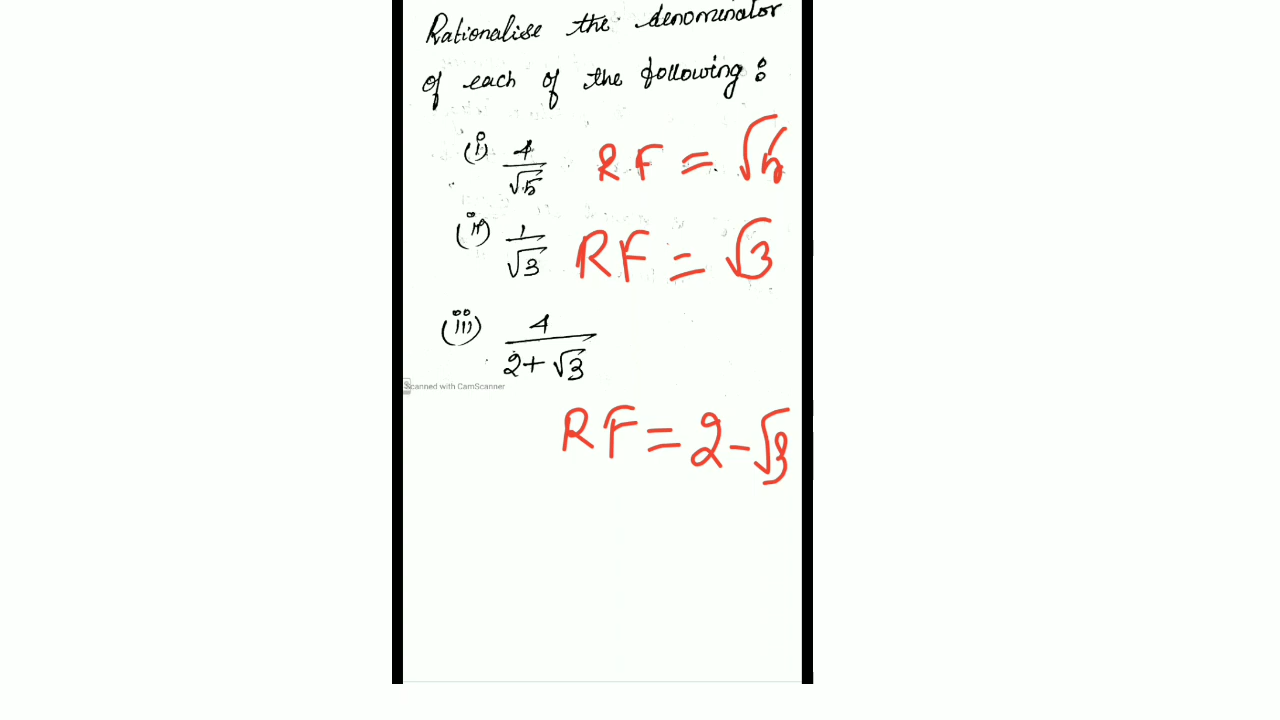 Rationalise the denominator
of each of the following :
(i) 4/√5 RF = √5
(ii) 1/√3 RF = √3
(iii) 4/(2+√3)
Scanned with CamScanner
RF = 2-√3